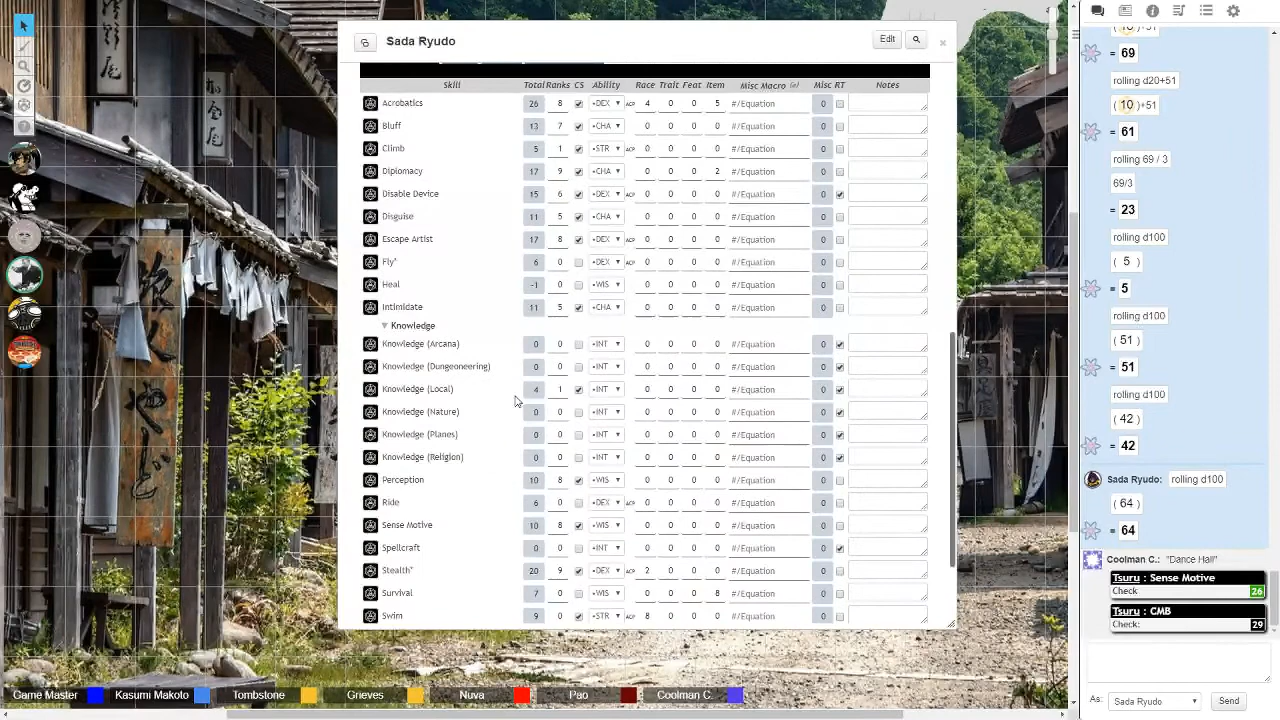 Sada Ryudo
Edit
Skill Total Ranks CS Ability Race Trait Feat Item Misc Macro Misc RT Notes
Acrobatics 26 8 +DEX ACP 4 0 0 5 #/Equation 0
Bluff 13 7 +CHA 0 0 0 0 #/Equation 0
Climb 5 1 +STR ACP 0 0 0 0 #/Equation 0
Diplomacy 17 9 +CHA 0 0 0 2 #/Equation 0
Disable Device 15 6 +DEX ACP 0 0 0 0 #/Equation 0
Disguise 11 5 +CHA 0 0 0 0 #/Equation 0
Escape Artist 17 8 +DEX ACP 0 0 0 0 #/Equation 0
Fly* 6 0 +DEX ACP 0 0 0 0 #/Equation 0
Heal -1 0 +WIS 0 0 0 0 #/Equation 0
Intimidate 11 5 +CHA 0 0 0 0 #/Equation 0
Knowledge
Knowledge (Arcana) 0 0 +INT 0 0 0 0 #/Equation 0
Knowledge (Dungeoneering) 0 0 +INT 0 0 0 0 #/Equation 0
Knowledge (Local) 4 1 +INT 0 0 0 0 #/Equation 0
Knowledge (Nature) 0 0 +INT 0 0 0 0 #/Equation 0
Knowledge (Planes) 0 0 +INT 0 0 0 0 #/Equation 0
Knowledge (Religion) 0 0 +INT 0 0 0 0 #/Equation 0
Perception 10 8 +WIS 0 0 0 0 #/Equation 0
Ride 6 0 +DEX ACP 0 0 0 0 #/Equation 0
Sense Motive 10 8 +WIS 0 0 0 0 #/Equation 0
Spellcraft 0 0 +INT 0 0 0 0 #/Equation 0
Stealth* 20 9 +DEX ACP 2 0 0 0 #/Equation 0
Survival 7 0 +WIS 0 0 0 8 #/Equation 0
Swim 9 0 +STR ACP 8 0 0 0 #/Equation 0
= 69
rolling d20+51
( 10 )+51
= 61
rolling 69 / 3
69/3
= 23
rolling d100
( 5 )
= 5
rolling d100
( 51 )
= 51
rolling d100
( 42 )
= 42
Sada Ryudo: rolling d100
( 64 )
= 64
Coolman C.: "Dance Hall"
Tsuru : Sense Motive
Check: 26
Tsuru : CMB
Check: 29
As: Sada Ryudo Send
Game Master Kasumi Makoto Tombstone Grieves Nuva Pao Coolman C.